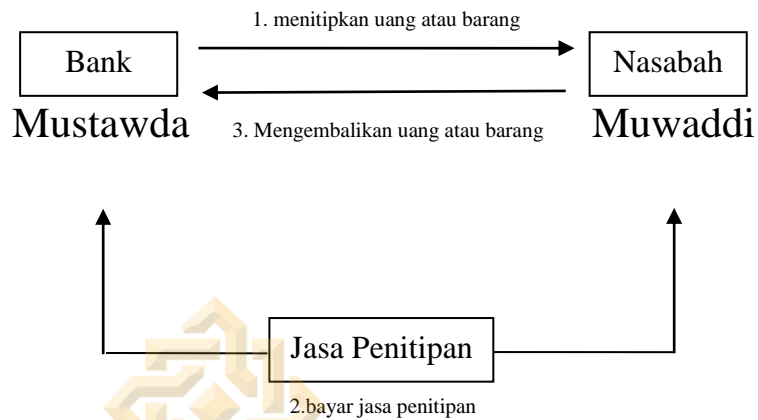 1. menitipkan uang atau barang
Bank
Nasabah
Mustawda
3. Mengembalikan uang atau barang
Muwaddi
Jasa Penitipan
2.bayar jasa penitipan